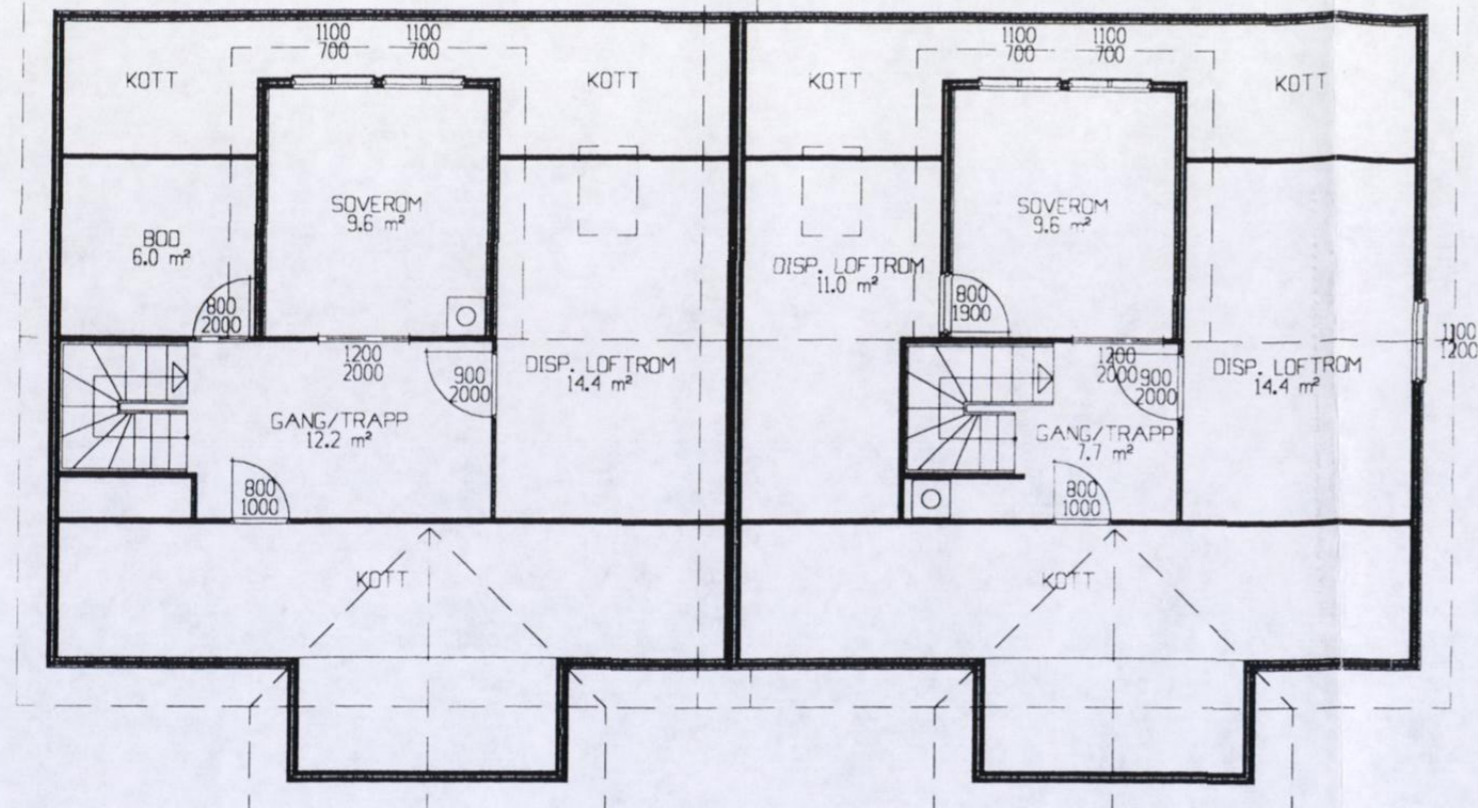 1100
700
1100
700
1100
700
1100
700
KOTT
KOTT
KOTT
KOTT
SOVEROM
9.6 m²
SOVEROM
9.6 m²
BOD
6.0 m²
DISP. LOFTROM
11.0 m²
800
2000
800
1900
1200
2000
900
2000
DISP. LOFTROM
14.4 m²
1200
2000
900
2000
DISP. LOFTROM
14.4 m²
1100
1200
GANG/TRAPP
12.2 m²
GANG/TRAPP
7.7 m²
800
1000
800
1000
KOTT
KOTT